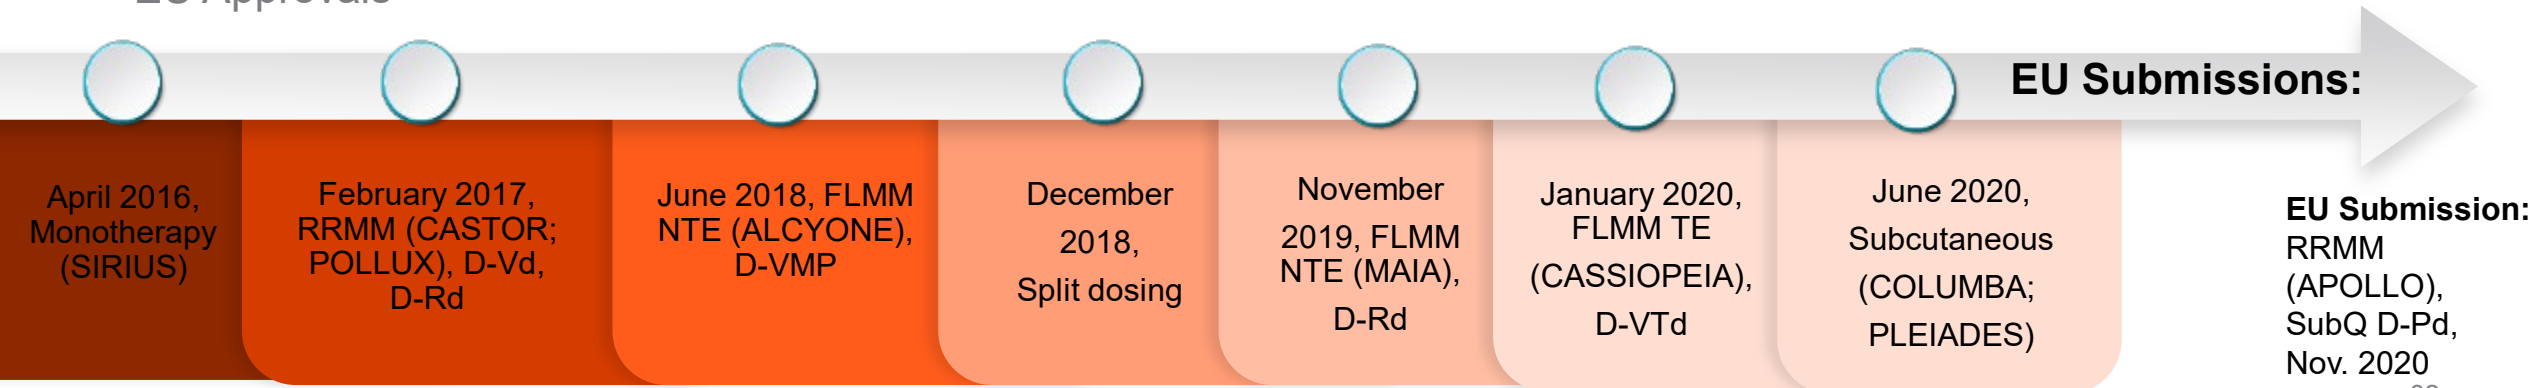 EU Approvals
EU Submissions:
April 2016,
Monotherapy
(SIRIUS)
February 2017,
RRMM (CASTOR;
POLLUX), D-Vd,
D-Rd
June 2018, FLMM
NTE (ALCYONE),
D-VMP
December
2018,
Split dosing
November
2019, FLMM
NTE (MAIA),
D-Rd
January 2020,
FLMM TE
(CASSIOPEIA),
D-VTd
June 2020,
Subcutaneous
(COLUMBA;
PLEIADES)
EU Submission:
RRMM
(APOLLO),
SubQ D-Pd,
Nov. 2020